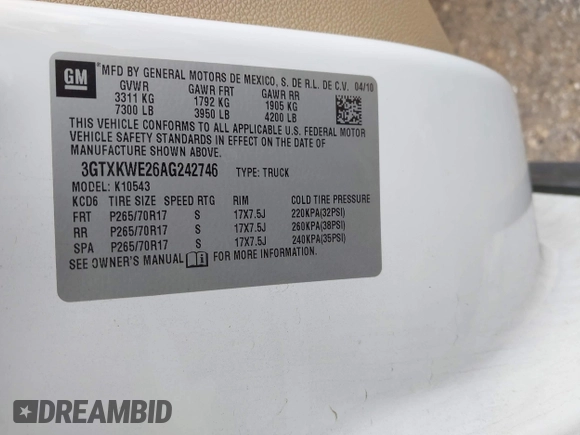 GM
MFD BY GENERAL MOTORS DE MEXICO, S. DE R.L. DE C.V. 04/10
GVWR GAWR FRT GAWR RR
3311 KG 1792 KG 1905 KG
7300 LB 3950 LB 4200 LB
THIS VEHICLE CONFORMS TO ALL APPLICABLE U.S. FEDERAL MOTOR
VEHICLE SAFETY STANDARDS IN EFFECT ON THE DATE OF
MANUFACTURE SHOWN ABOVE.
3GTXKWE26AG242746 TYPE: TRUCK
MODEL: K10543
KCD6 TIRE SIZE SPEED RTG RIM COLD TIRE PRESSURE
FRT P265/70R17 S 17X7.5J 220KPA(32PSI)
RR P265/70R17 S 17X7.5J 260KPA(38PSI)
SPA P265/70R17 S 17X7.5J 240KPA(35PSI)
SEE OWNER'S MANUAL FOR MORE INFORMATION.
DREAMBID